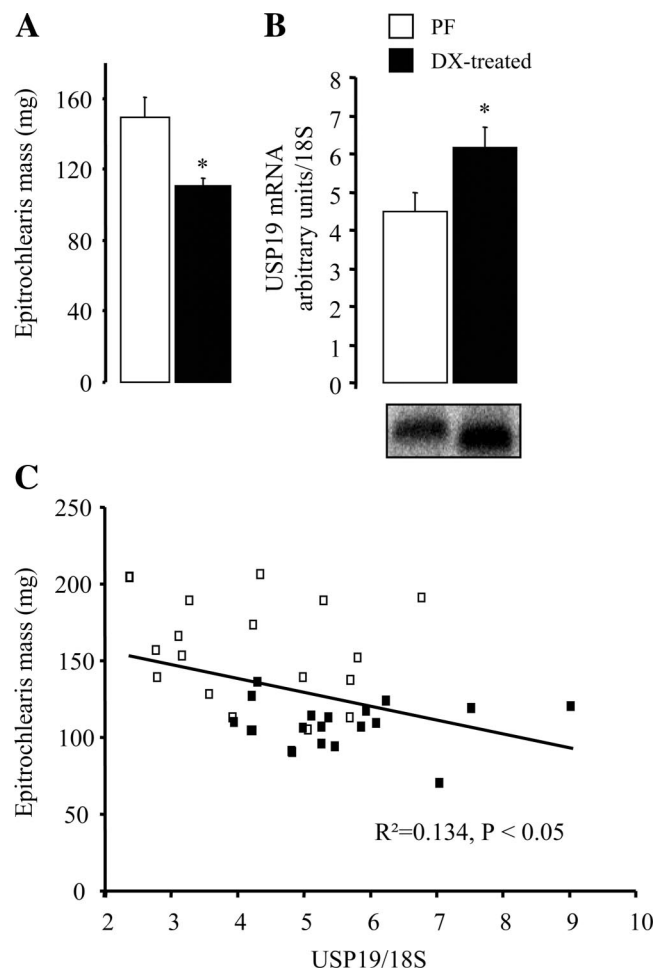 A
Epitrochlearis mass (mg)
160
120
80
40
0
*
B
PF
DX-treated
USP19 mRNA
arbitrary units/18S
8
7
6
5
4
3
2
1
0
*
C
Epitrochlearis mass (mg)
250
200
150
100
50
0
R²=0.134, P < 0.05
2 3 4 5 6 7 8 9 10
USP19/18S